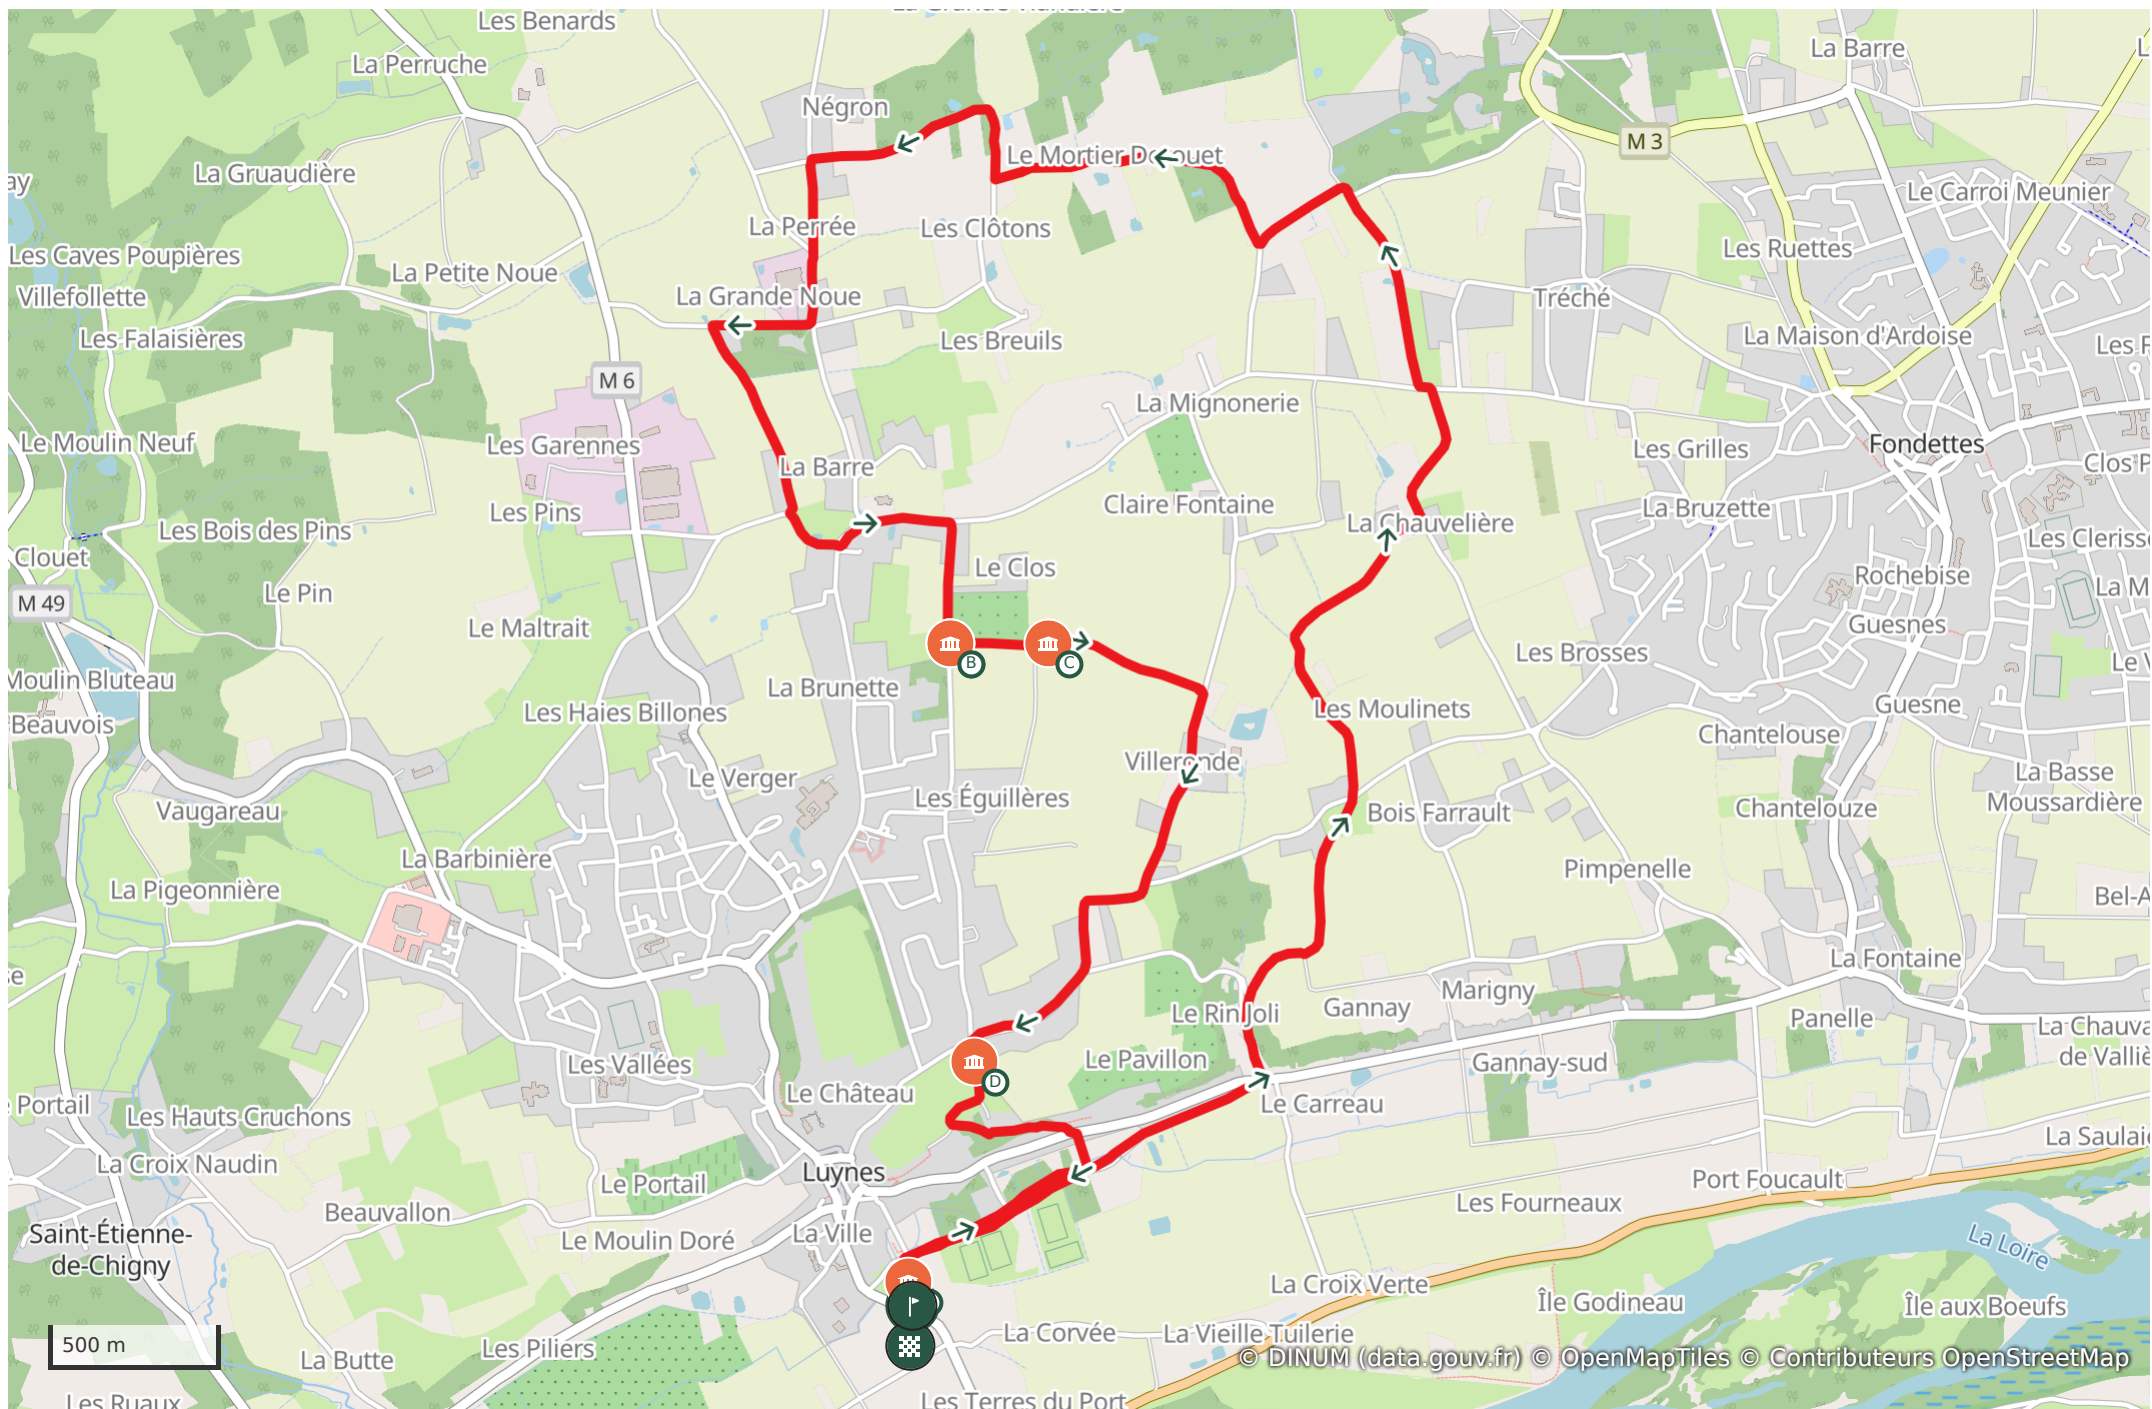 Les Benards
La Perruche
La Barre
Négron
M 3
Le Mortier
La Gruaudière
Le Carroi Meunier
La Perrée
Les Clôtons
Les Ruettes
Les Caves Poupières
La Petite Noue
Villefollette
La Grande Noue
Tréché
Les Falaisières
Les Breuils
La Maison d'Ardoise
M 6
La Mignonerie
Le Moulin Neuf
Les Garennes
Les Grilles
Fondettes
La Barre
Claire Fontaine
Les Pins
La Bruzette
Les Bois des Pins
La Chauvelière
Clouet
Le Clos
Rochebise
Le Pin
M 49
Le Maltrait
Guesnes
B
C
Les Brosses
Moulin Bluteau
La Brunette
Les Haies Billones
Les Moulinets
Guesne
Beauvois
Chantelouse
Le Verger
La Basse
Moussardière
Les Éguillères
Vaugareau
Bois Farrault
Chantelouze
La Barbinière
Pimpenelle
La Pigeonnière
La Fontaine
Marigny
Le Rin Joli
Gannay
Panelle
Les Vallées
Le Pavillon
Gannay-sud
D
Le Château
Le Carreau
Portail
Les Hauts Cruchons
La Croix Naudin
Luynes
Le Portail
Port Foucault
Beauvallon
Les Fourneaux
La Ville
Le Moulin Doré
Saint-Étienne-
de-Chigny
La Loire
La Croix Verte
Île Godineau
Île aux Boeufs
La Corvée
La Vieille Tuilerie
500 m
Les Piliers
La Butte
© DINUM (data.gouv.fr) © OpenMapTiles © Contributeurs OpenStreetMap
Les Ruaux
Les Terres du Port